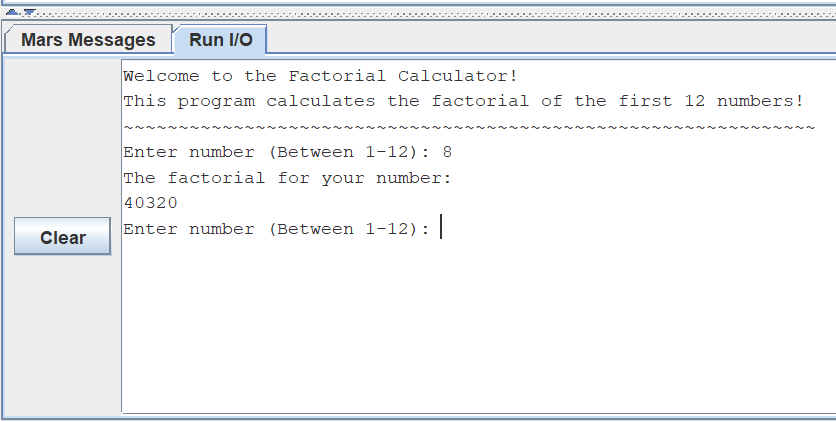 Mars Messages Run I/O
Welcome to the Factorial Calculator!
This program calculates the factorial of the first 12 numbers!
~~~~~~~~~~~~~~~~~~~~~~~~~~~~~~~~~~~~~~~~~~~~~~~~~~~~~~~~~~~~~~~
Enter number (Between 1-12): 8
The factorial for your number:
40320
Enter number (Between 1-12):
Clear